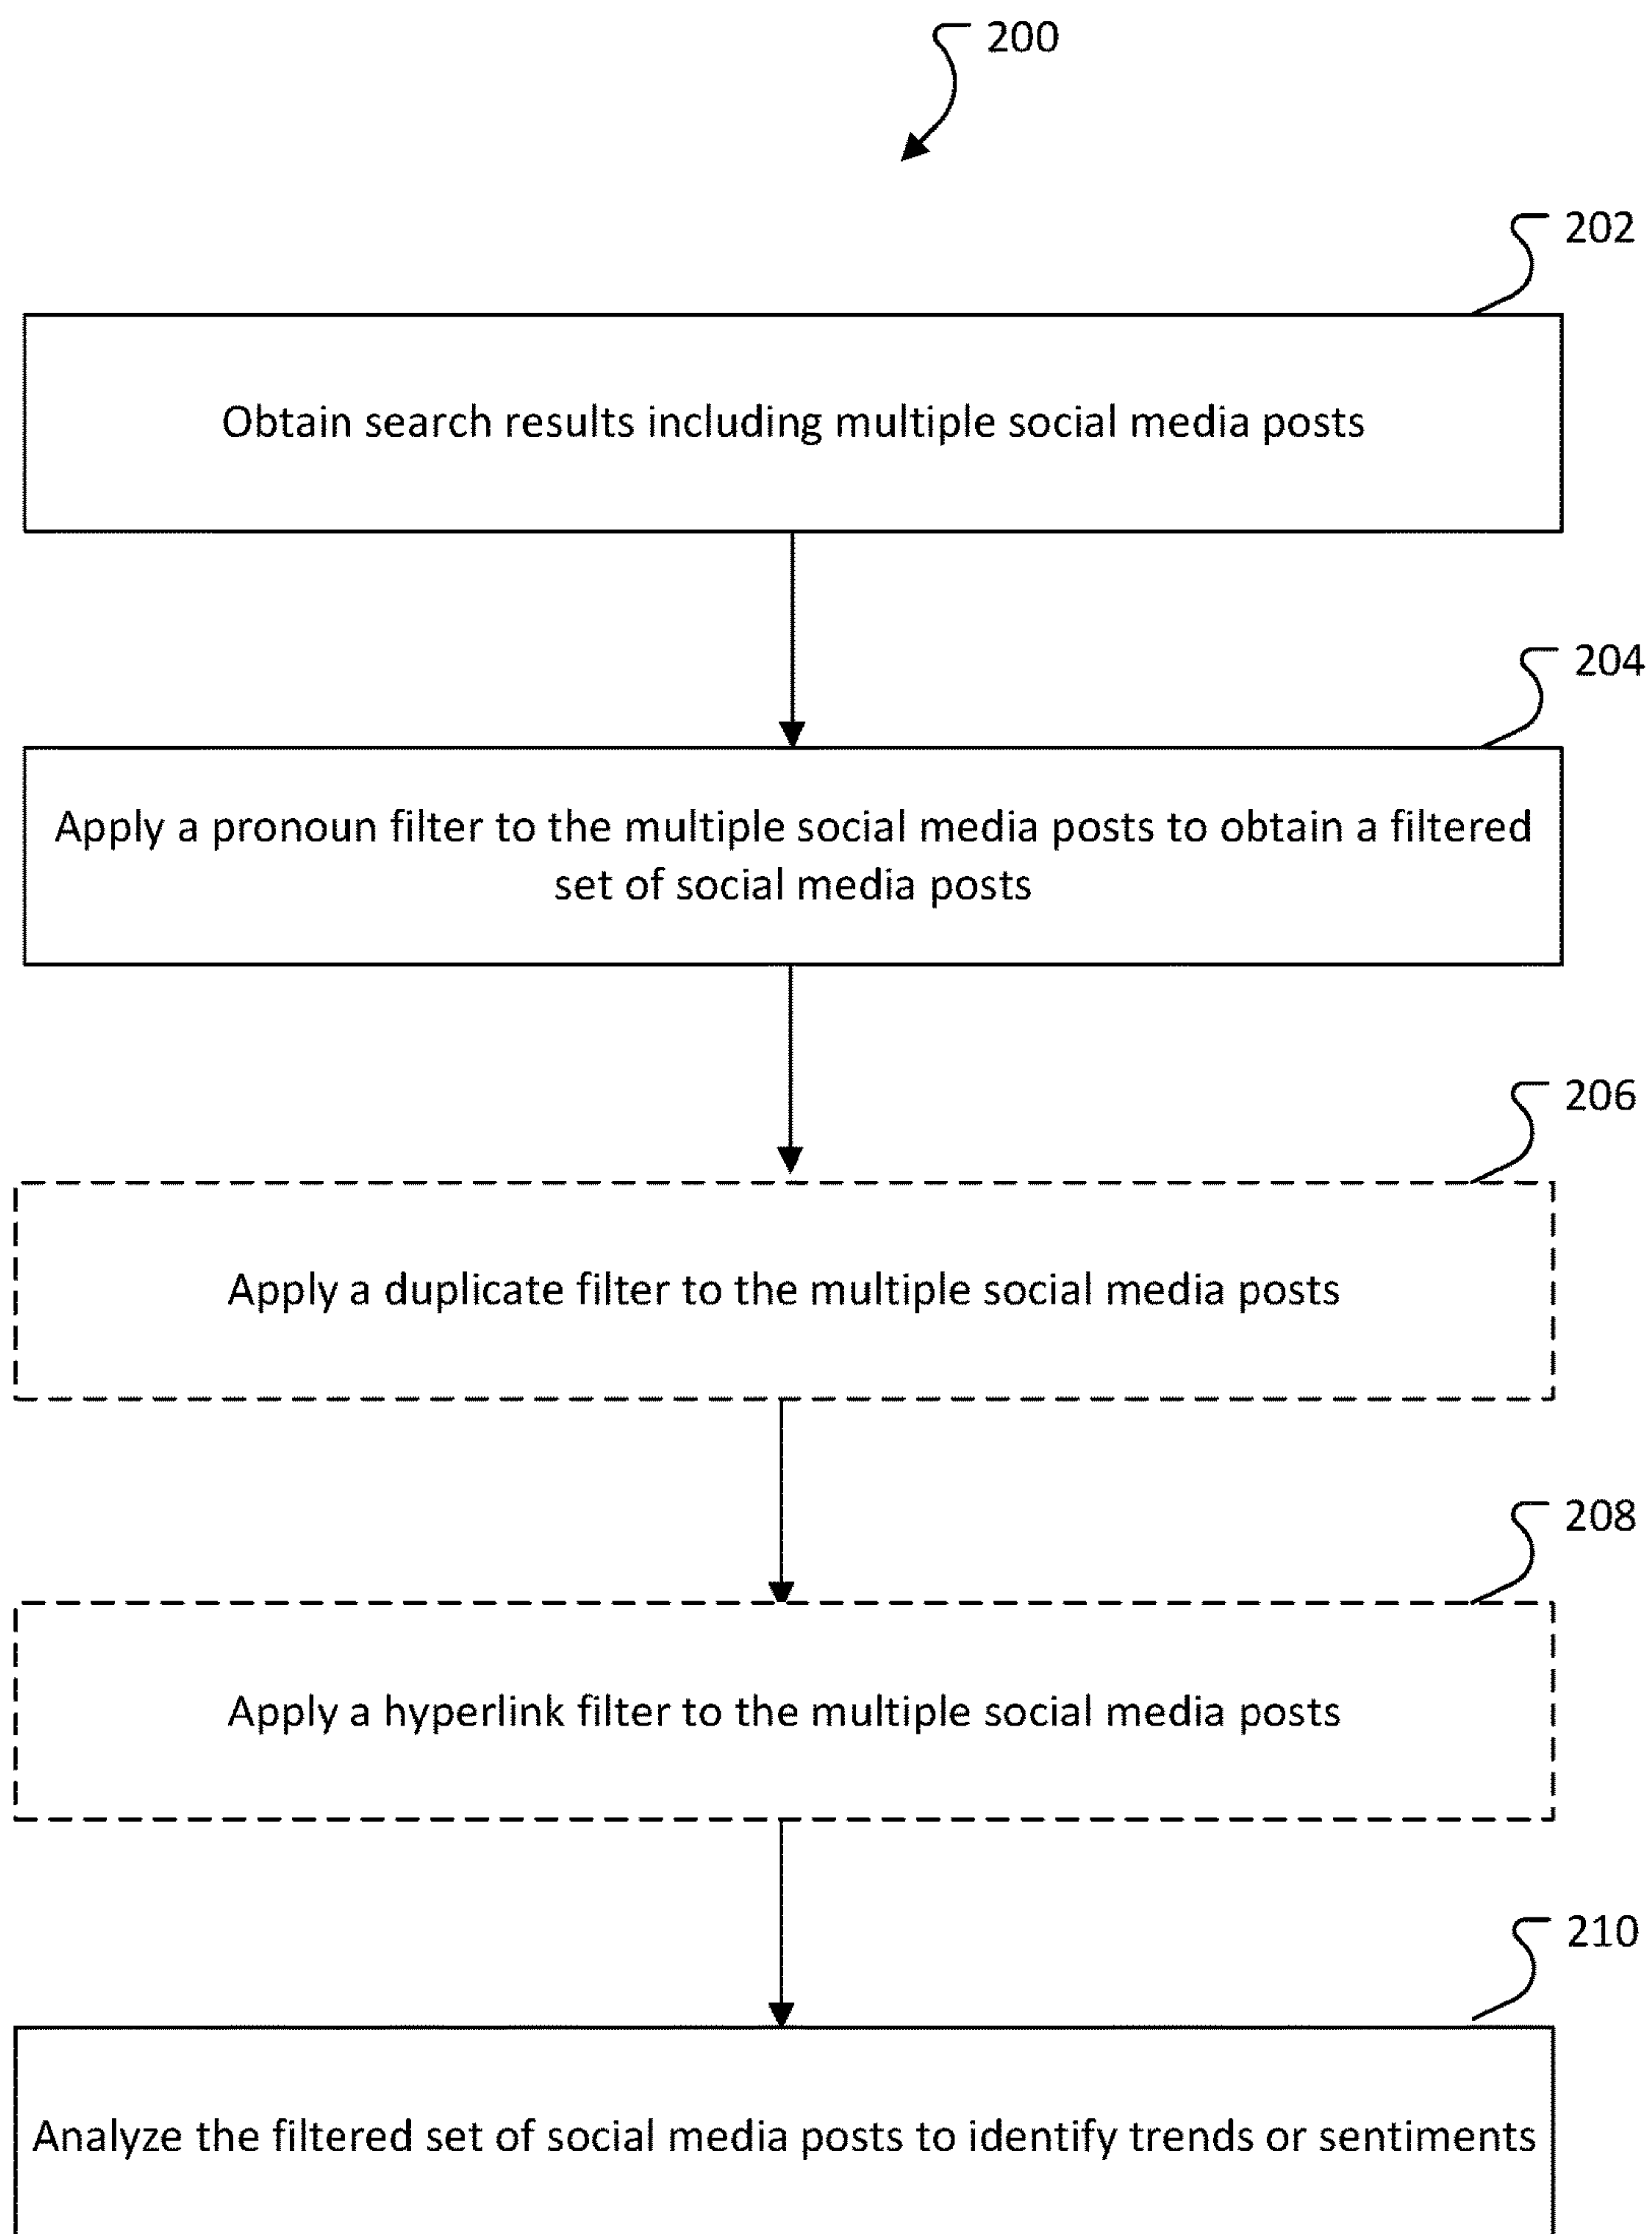 200
202
Obtain search results including multiple social media posts
204
Apply a pronoun filter to the multiple social media posts to obtain a filtered
set of social media posts
206
Apply a duplicate filter to the multiple social media posts
208
Apply a hyperlink filter to the multiple social media posts
210
Analyze the filtered set of social media posts to identify trends or sentiments